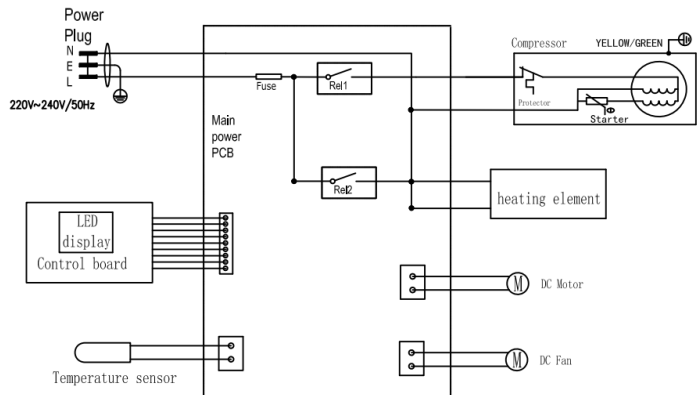 Power
Plug
N
E
L
220V~240V/50Hz
Fuse
Rel1
Rel2
Main
power
PCB
Compressor
YELLOW/GREEN
Protector
Starter
heating element
LED
display
Control board
M
DC Motor
M
DC Fan
Temperature sensor